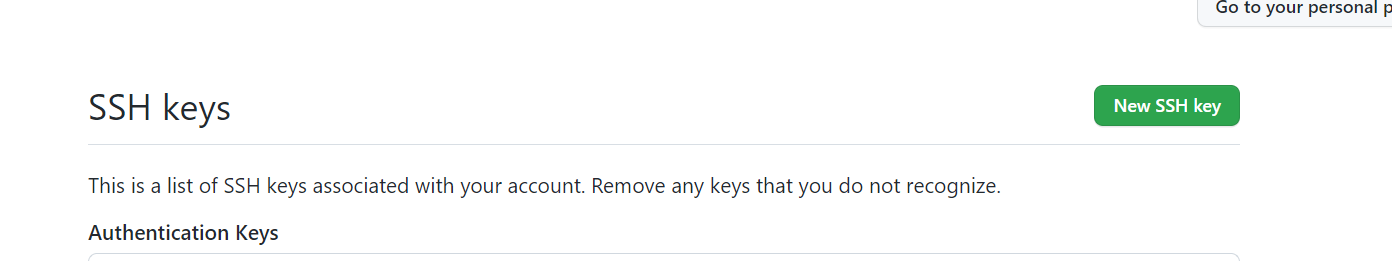 Go to your personal
SSH keys
New SSH key
This is a list of SSH keys associated with your account. Remove any keys that you do not recognize.
Authentication Keys